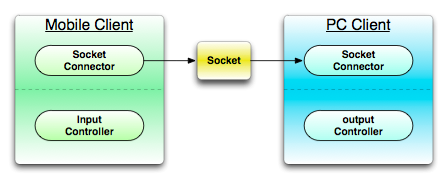 Mobile Client
Socket
Connector
Input
Controller
Socket
PC Client
Socket
Connector
output
Controller